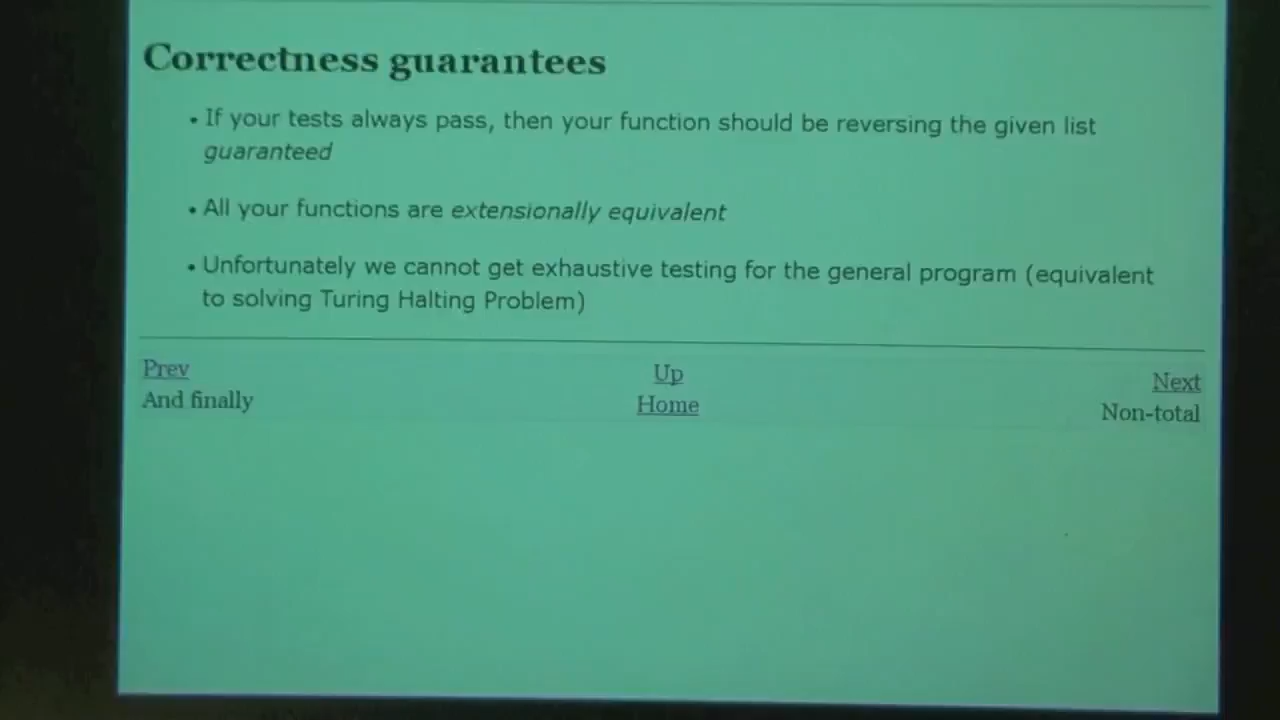 Correctness guarantees
• If your tests always pass, then your function should be reversing the given list
guaranteed
• All your functions are extensionally equivalent
• Unfortunately we cannot get exhaustive testing for the general program (equivalent
to solving Turing Halting Problem)
Prev Up Next
And finally Home Non-total